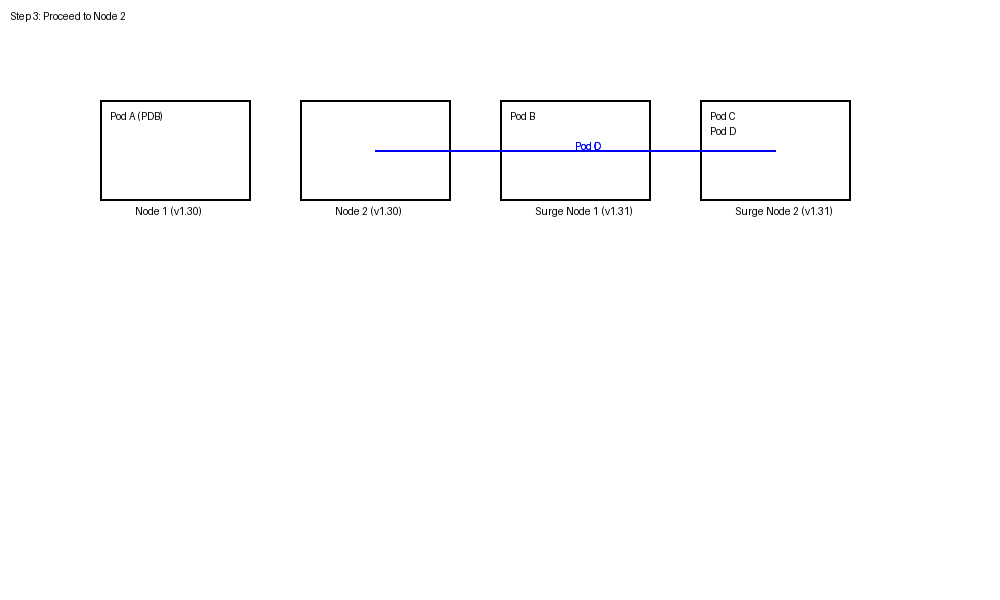 Step 3: Proceed to Node 2
Pod A (PDB)
Node 1 (v1.30)
Node 2 (v1.30)
Pod B
Pod D
Surge Node 1 (v1.31)
Pod C
Pod D
Surge Node 2 (v1.31)